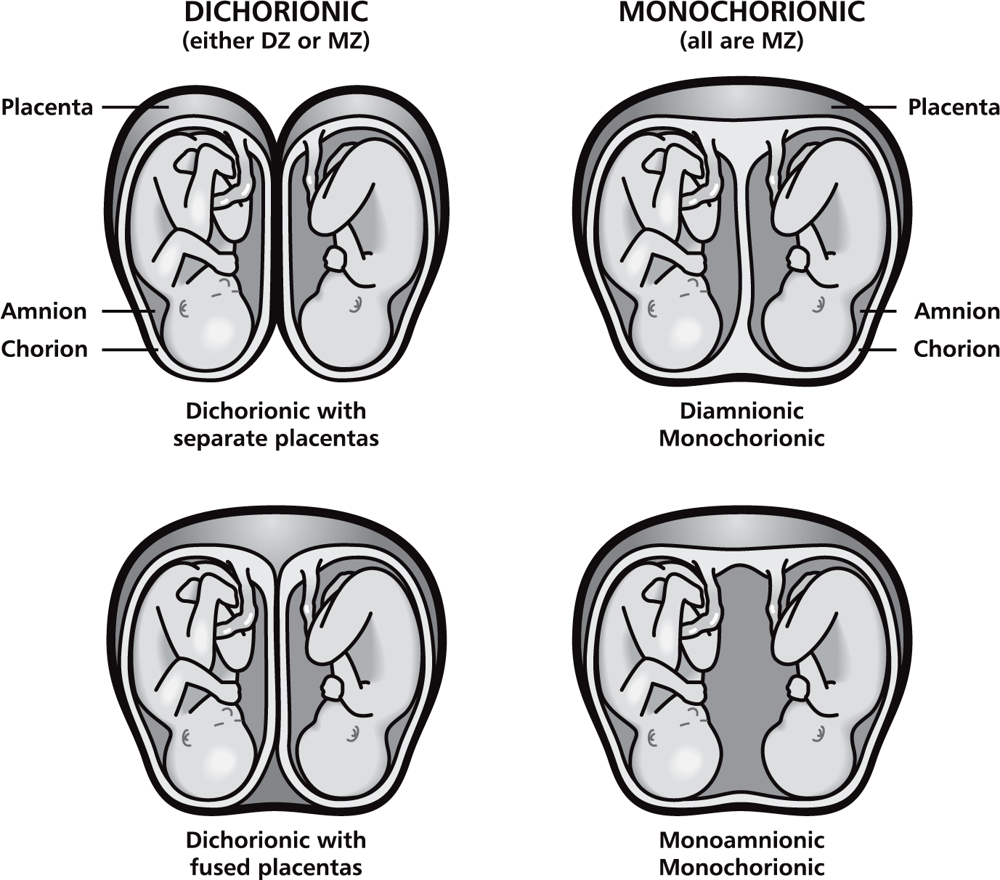 DICHORIONIC
(either DZ or MZ)
MONOCHORIONIC
(all are MZ)
Placenta
Amnion
Chorion
Dichorionic with
separate placentas
Placenta
Amnion
Chorion
Diamnionic
Monochorionic
Dichorionic with
fused placentas
Monoamnionic
Monochorionic